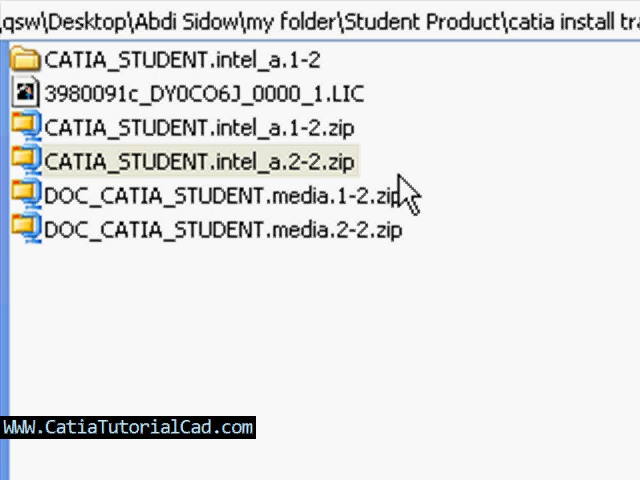 \qsw\Desktop\Abdi Sidow\my folder\Student Product\catia install tra
CATIA_STUDENT.intel_a.1-2
3980091c_DY0CO6J_0000_1.LIC
CATIA_STUDENT.intel_a.1-2.zip
CATIA_STUDENT.intel_a.2-2.zip
DOC_CATIA_STUDENT.media.1-2.zip
DOC_CATIA_STUDENT.media.2-2.zip
WWW.CatiaTutorialCad.com